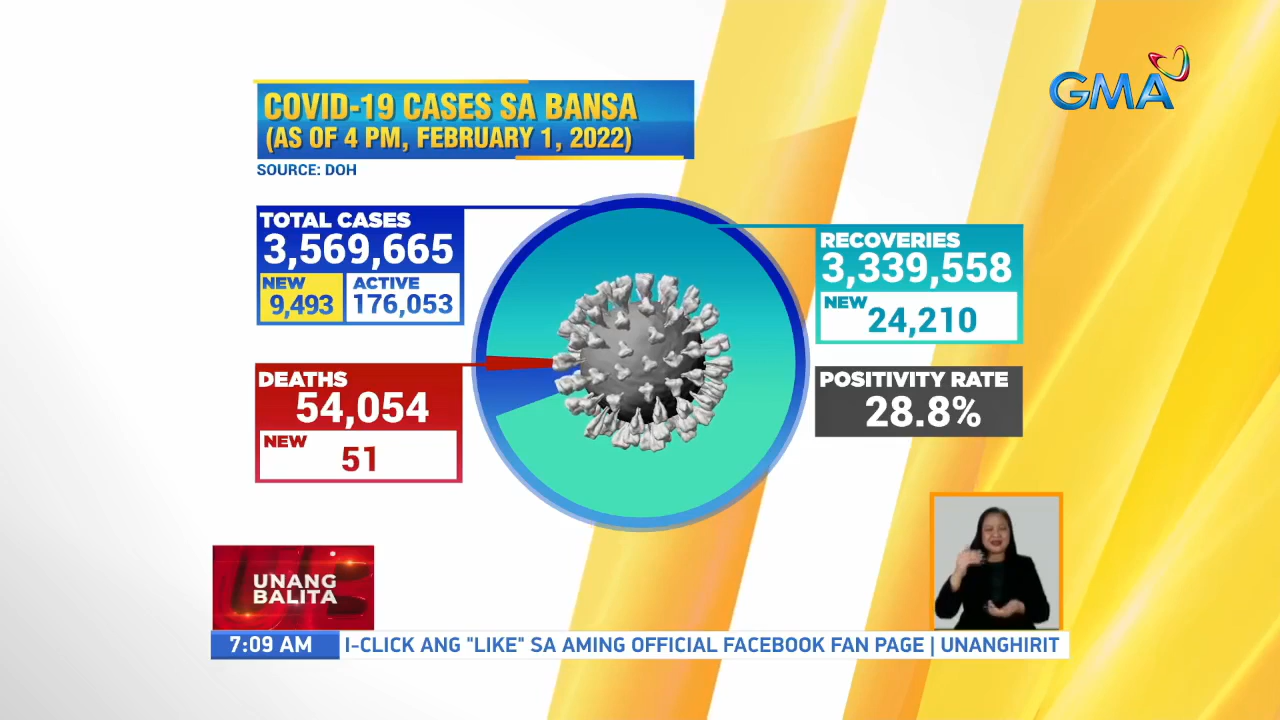 GMA
COVID-19 CASES SA BANSA
(AS OF 4 PM, FEBRUARY 1, 2022)
SOURCE: DOH
TOTAL CASES
3,569,665
NEW
9,493
ACTIVE
176,053
RECOVERIES
3,339,558
NEW
24,210
DEATHS
54,054
NEW
51
POSITIVITY RATE
28.8%
UNANG
BALITA
7:09 AM
I-CLICK ANG "LIKE" SA AMING OFFICIAL FACEBOOK FAN PAGE | UNANGHIRIT